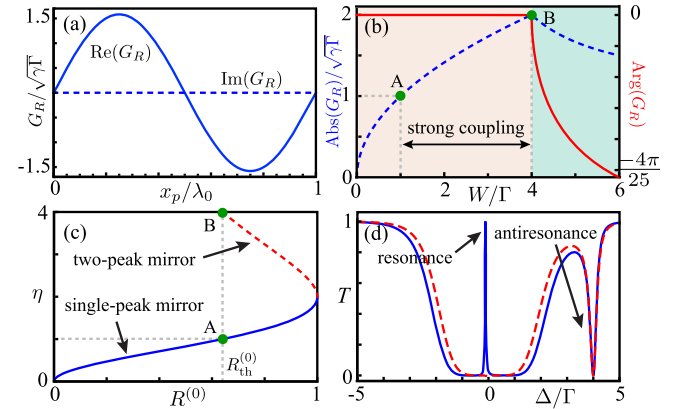 (a)
1.5
-1.5
G_R/√γΓ
Re(G_R)
Im(G_R)
0
x_p/λ_0
1
(b)
2
1
0
Abs(G_R)/√γΓ
A
B
strong coupling
0 2 4 6
W/Γ
0
Arg(G_R)
-4π
25
(c)
4
η
0
B
two-peak mirror
single-peak mirror
A
R_th^(0)
0
R^(0)
1
(d)
1
T
0
resonance
antiresonance
-5 0 5
Δ/Γ